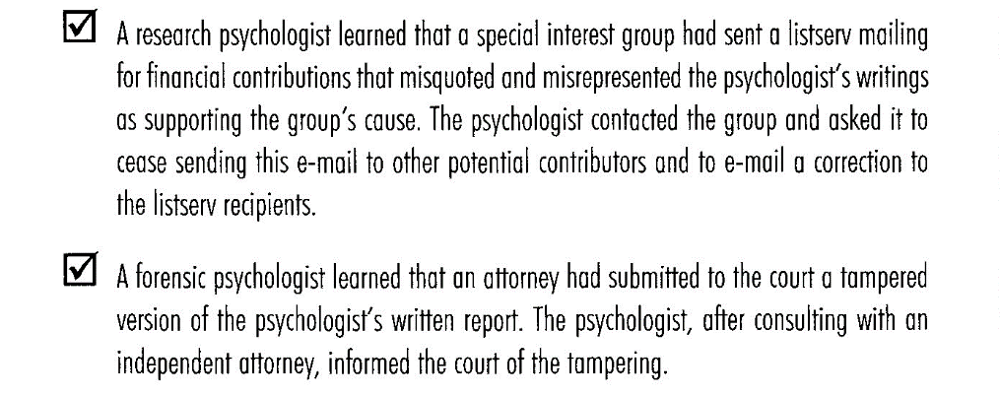 A research psychologist learned that a special interest group had sent a listserv mailing
for financial contributions that misquoted and misrepresented the psychologist's writings
as supporting the group's cause. The psychologist contacted the group and asked it to
cease sending this e-mail to other potential contributors and to e-mail a correction to
the listserv recipients.
A forensic psychologist learned that an attorney had submitted to the court a tampered
version of the psychologist's written report. The psychologist, after consulting with an
independent attorney, informed the court of the tampering.